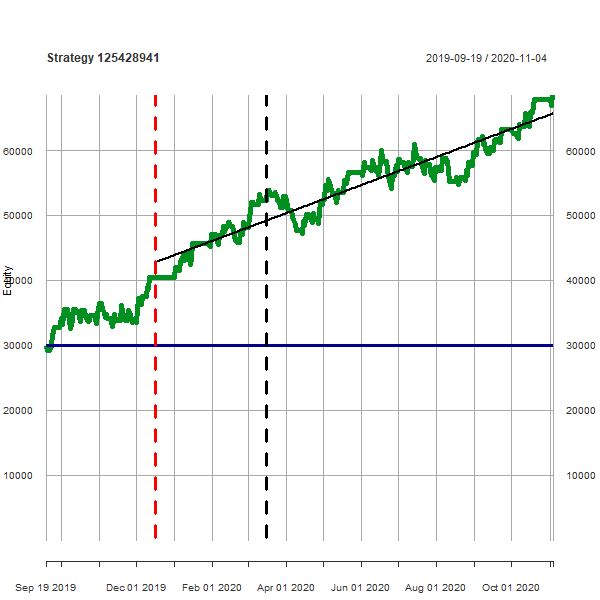 Strategy 125428941
2019-09-19 / 2020-11-04
60000
60000
50000
50000
Equity
40000
40000
30000
30000
20000
20000
10000
10000
Sep 19 2019
Dec 01 2019
Feb 01 2020
Apr 01 2020
Jun 01 2020
Aug 01 2020
Oct 01 2020